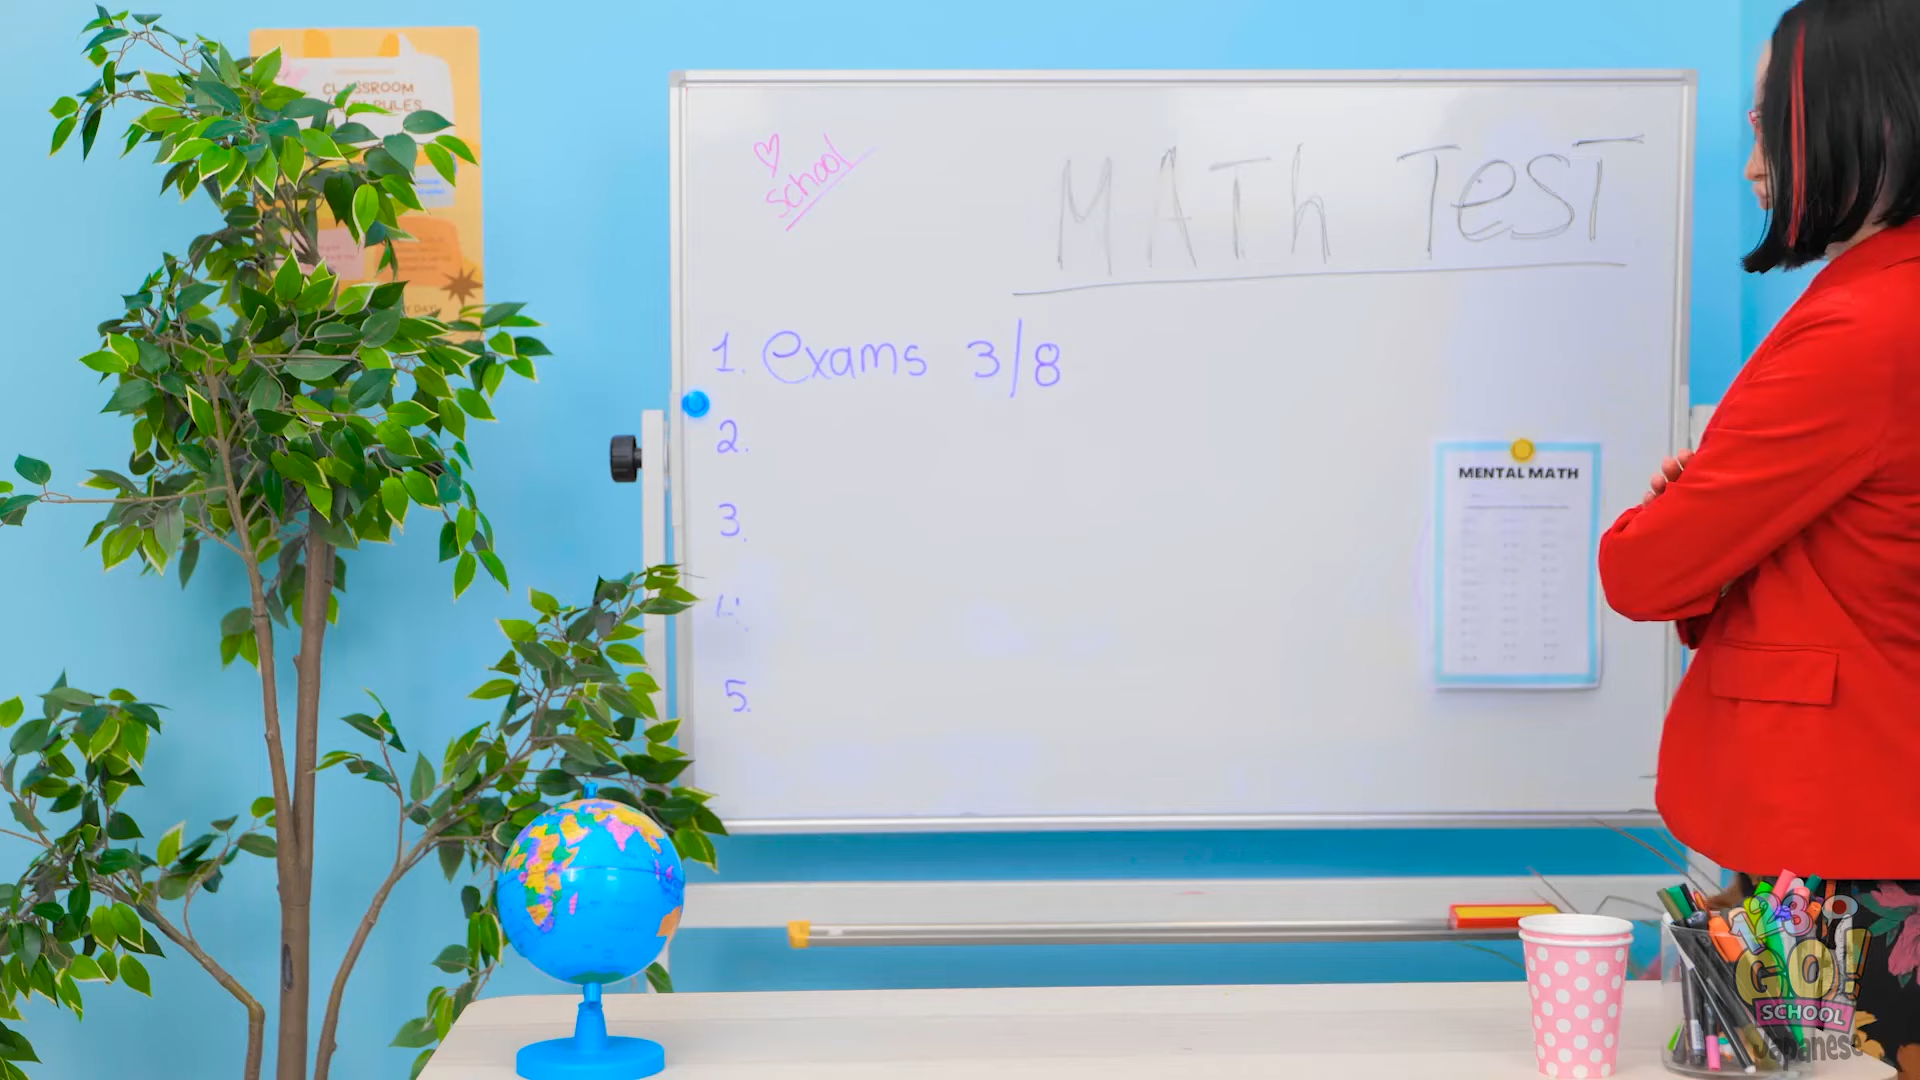 CLASSROOM
RULES
♡
school
MATh TesT
1. exams 3/8
2.
3.
5.
MENTAL MATH
123
GO!
SCHOOL
Japanese